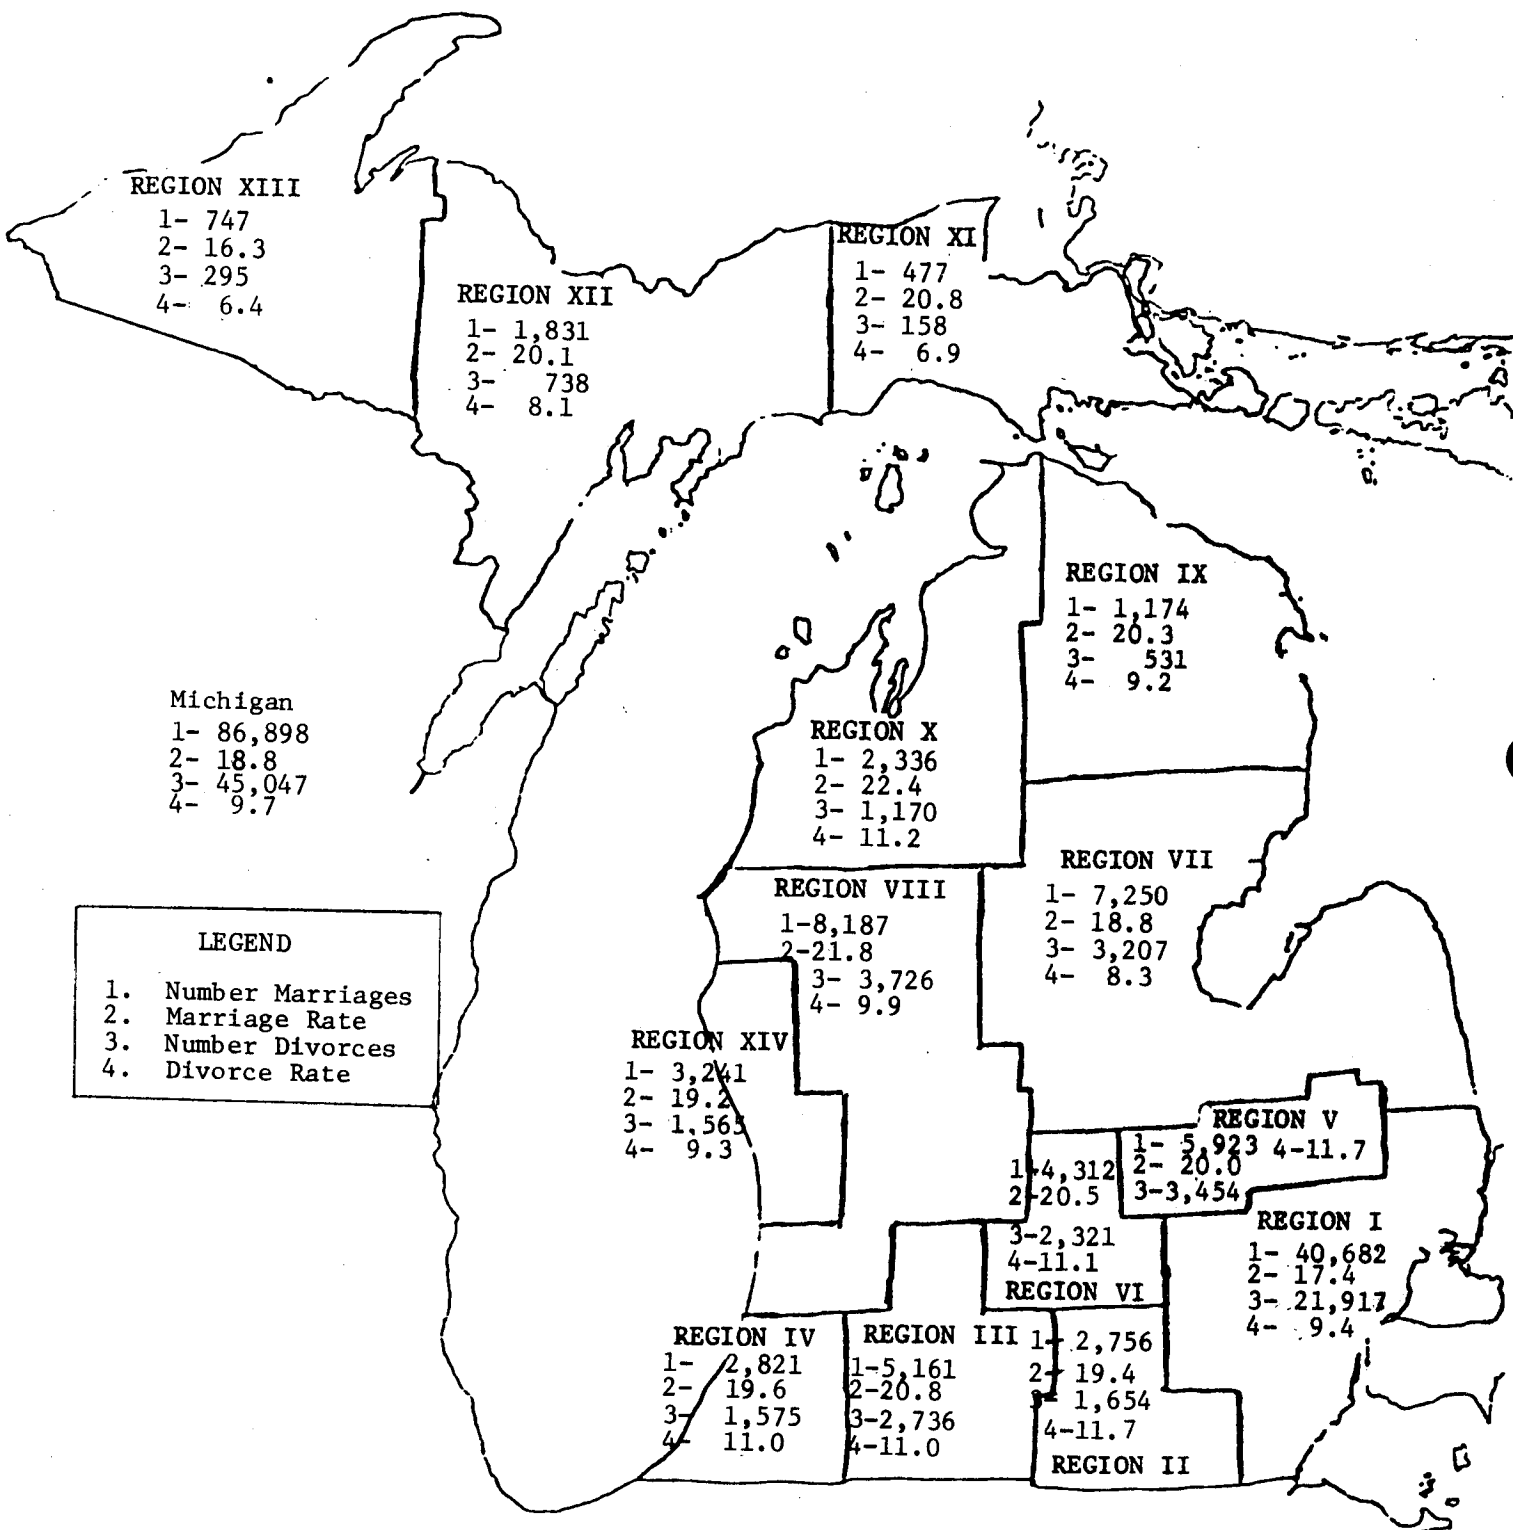 REGION XIII
1- 747
2- 16.3
3- 295
4- 6.4
REGION XII
1- 1,831
2- 20.1
3- 738
4- 8.1
REGION XI
1- 477
2- 20.8
3- 158
4- 6.9
REGION IX
1- 1,174
2- 20.3
3- 531
4- 9.2
Michigan
1- 86,898
2- 18.8
3- 45,047
4- 9.7
REGION X
1- 2,336
2- 22.4
3- 1,170
4- 11.2
REGION VII
1- 7,250
2- 18.8
3- 3,207
4- 8.3
REGION VIII
1-8,187
2-21.8
3- 3,726
4- 9.9
LEGEND
1. Number Marriages
2. Marriage Rate
3. Number Divorces
4. Divorce Rate
REGION XIV
1- 3,241
2- 19.2
3- 1,565
4- 9.3
REGION V
1- 5,923 4-11.7
2- 20.0
3-3,454
1-4,312
2-20.5
3-2,321
4-11.1
REGION VI
REGION I
1- 40,682
2- 17.4
3- 21,917
4- 9.4
REGION IV
1- 2,821
2- 19.6
3- 1,575
4- 11.0
REGION III
1-5,161
2-20.8
3-2,736
4-11.0
1- 2,756
2- 19.4
3- 1,654
4-11.7
REGION II